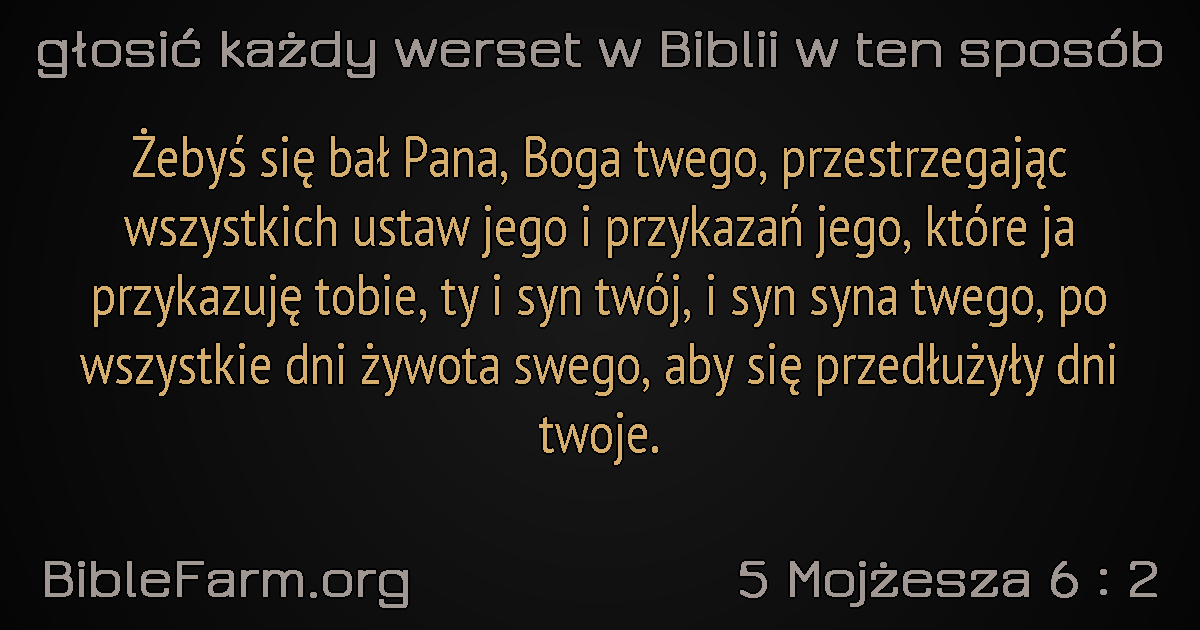 głosić każdy werset w Biblii w ten sposób
Żebyś się bał Pana, Boga twego, przestrzegając
wszystkich ustaw jego i przykazań jego, które ja
przykazuję tobie, ty i syn twój, i syn syna twego, po
wszystkie dni żywota swego, aby się przedłużyły dni
twoje.
BibleFarm.org
5 Mojżesza 6 : 2